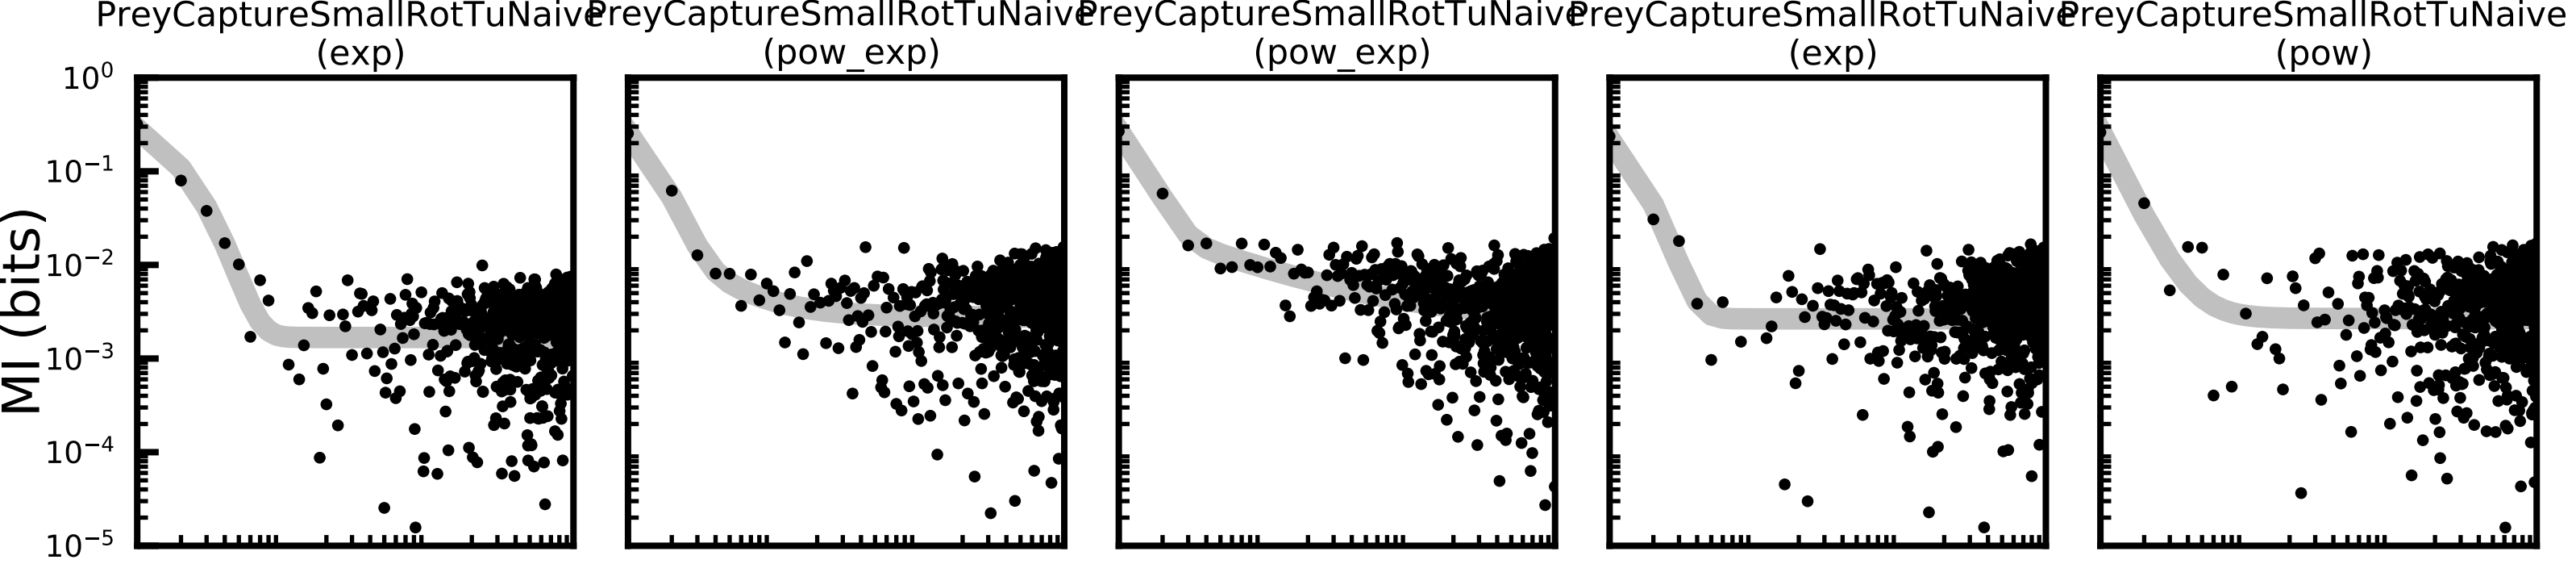 PreyCaptureSmallRotTuNaive
(exp)
PreyCaptureSmallRotTuNaive
(pow_exp)
PreyCaptureSmallRotTuNaive
(pow_exp)
PreyCaptureSmallRotTuNaive
(exp)
PreyCaptureSmallRotTuNaive
(pow)
MI (bits)
10⁰
10⁻¹
10⁻²
10⁻³
10⁻⁴
10⁻⁵